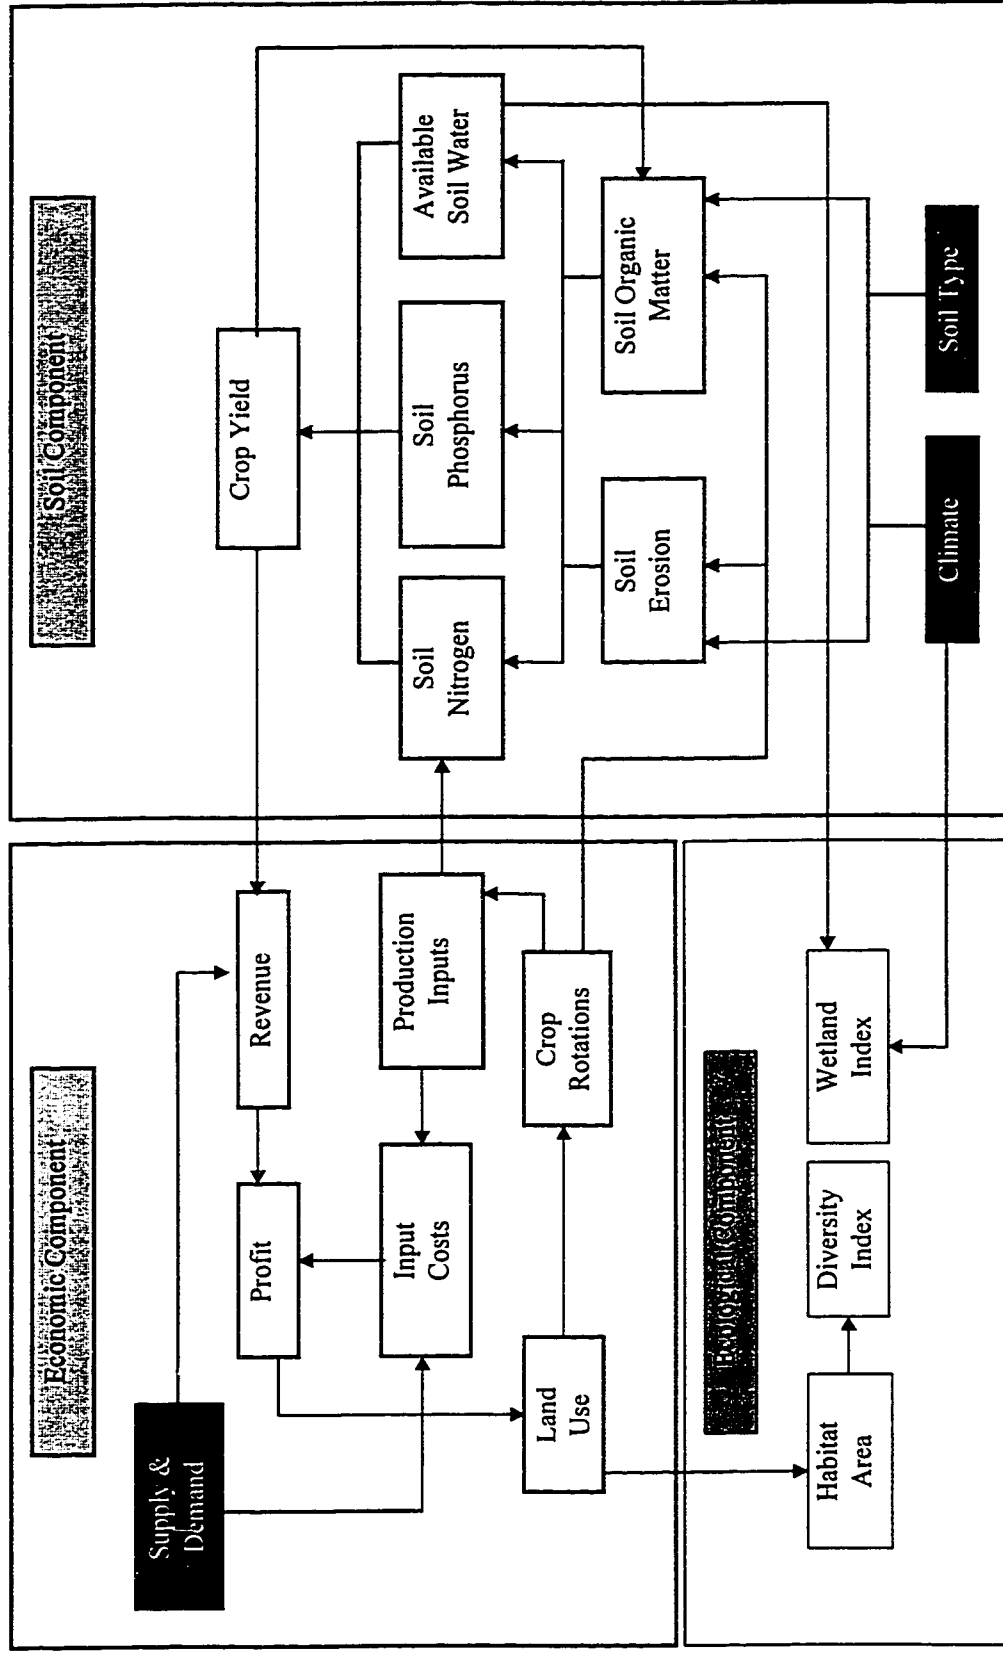 Economic Component
Soil Component
Supply &
Demand
Profit
Revenue
Crop Yield
Input
Costs
Production
Inputs
Soil
Nitrogen
Soil
Phosphorus
Available
Soil Water
Land
Use
Crop
Rotations
Soil
Erosion
Soil Organic
Matter
Ecological Component
Habitat
Area
Diversity
Index
Wetland
Index
Climate
Soil Type